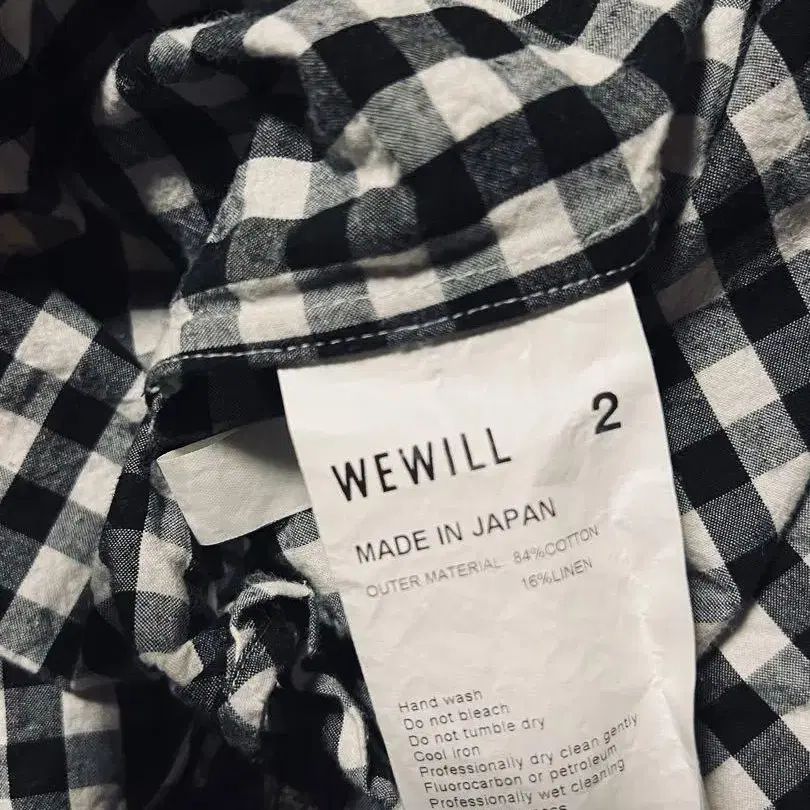 2
WEWILL
MADE IN JAPAN
OUTER MATERIAL 84%COTTON
16%LINEN
Hand wash
Do not bleach
Do not tumble dry
Cool iron
Professionally dry clean gently
Fluorocarbon or petroleum
Professionally wet cleaning